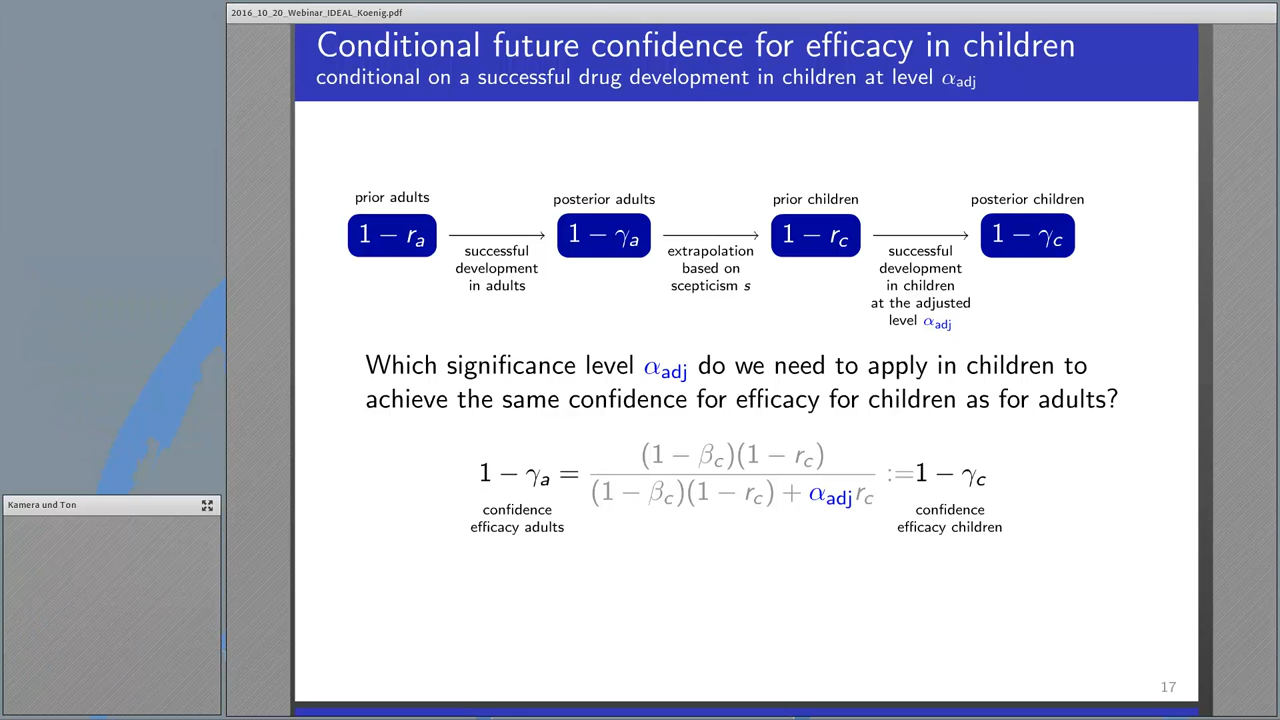 2016_10_20_Webinar_IDEAL_Koenig.pdf
Conditional future confidence for efficacy in children
conditional on a successful drug development in children at level α_adj
prior adults
posterior adults
prior children
posterior children
1 − r_a
1 − γ_a
1 − r_c
1 − γ_c
successful
development
in adults
extrapolation
based on
scepticism s
successful
development
in children
at the adjusted
level α_adj
Which significance level α_adj do we need to apply in children to
achieve the same confidence for efficacy for children as for adults?
1 − γ_a = (1 − β_c)(1 − r_c) / ((1 − β_c)(1 − r_c) + α_adj r_c) := 1 − γ_c
confidence
efficacy adults
confidence
efficacy children
Kamera und Ton
17